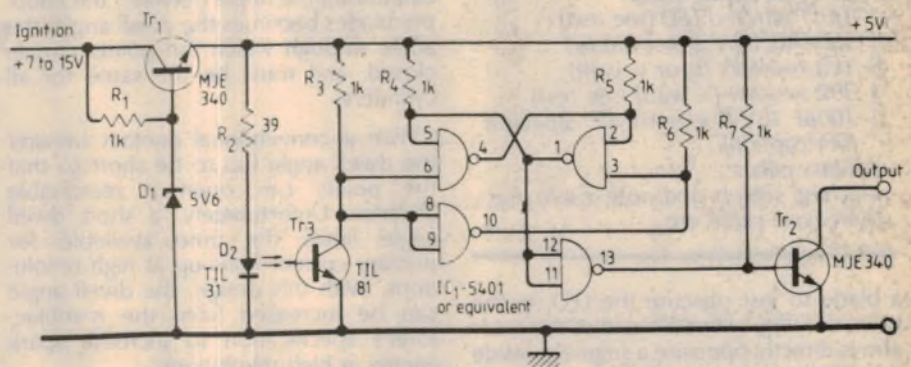 Ignition
+7 to 15V
Tr1
MJE
340
R1
1k
D1
5V6
R2
39
D2
TIL
31
Tr3
TIL
81
R3
1k
R4
1k
5
6
4
8
9
10
IC1-5401
or equivalent
1
2
3
12
11
13
R5
1k
R6
1k
R7
1k
+5V
Output
Tr2
MJE340